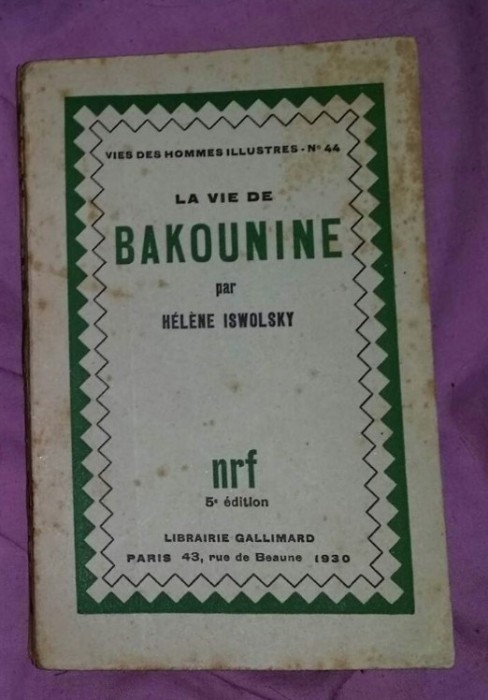 VIES DES HOMMES ILLUSTRES - Nº 44
LA VIE DE
BAKOUNINE
par
HÉLÈNE ISWOLSKY
nrf
5e édition
LIBRAIRIE GALLIMARD
PARIS 43, rue de Beaune 1930